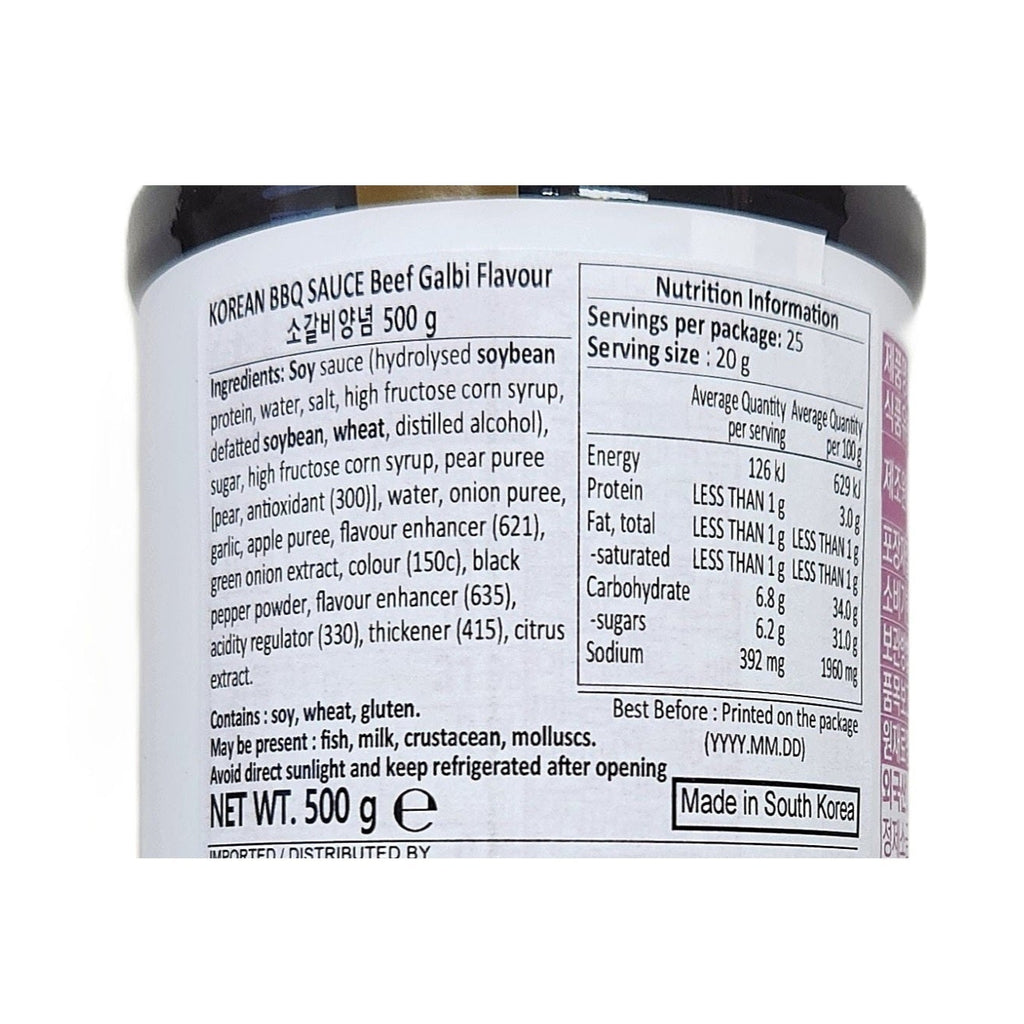 KOREAN BBQ SAUCE Beef Galbi Flavour
소갈비양념 500 g
Ingredients: Soy sauce (hydrolysed soybean
protein, water, salt, high fructose corn syrup,
defatted soybean, wheat, distilled alcohol),
sugar, high fructose corn syrup, pear puree
[pear, antioxidant (300)], water, onion puree,
garlic, apple puree, flavour enhancer (621),
green onion extract, colour (150c), black
pepper powder, flavour enhancer (635),
acidity regulator (330), thickener (415), citrus
extract.
Contains : soy, wheat, gluten.
May be present : fish, milk, crustacean, molluscs.
Avoid direct sunlight and keep refrigerated after opening
NET WT. 500 g e
IMPORTED / DISTRIBUTED BY
Nutrition Information
Servings per package: 25
Serving size : 20 g
Average Quantity per serving Average Quantity per 100g
Energy 126 kJ 629 kJ
Protein LESS THAN 1 g 3.0 g
Fat, total LESS THAN 1 g LESS THAN 1 g
-saturated LESS THAN 1 g LESS THAN 1 g
Carbohydrate 6.8 g 34.0 g
-sugars 6.2 g 31.0 g
Sodium 392 mg 1960 mg
Best Before : Printed on the package
(YYYY.MM.DD)
Made in South Korea